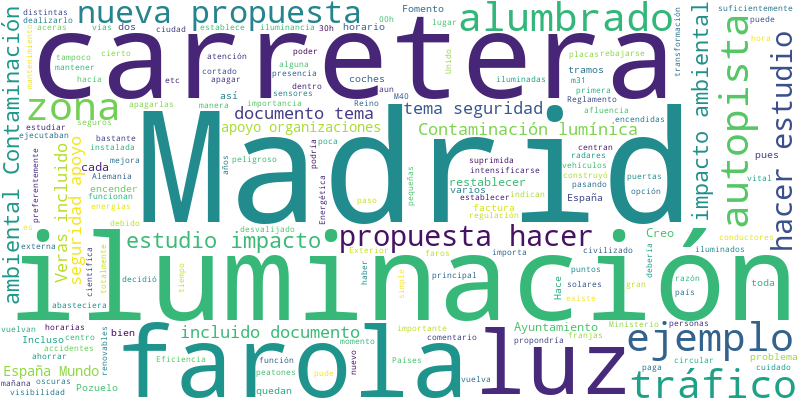 nueva propuesta
alumbrado
carretera
Madrid
iluminación
farola
luz
ejemplo
tráfico
autopista
hacer estudio
impacto ambiental
ambiental Contaminación
zona
documento tema
tema seguridad
apoyo organizaciones
Contaminación lumínica
propuesta hacer
estudio impacto
incluido documento
Veras incluido
seguridad apoyo
España Mundo
Ayuntamiento
restablecer
distintas
aceras
dealizarlo
vías
dos
establece
ciudad
horario
iluminancia
30h
00h
Fomento
lugar
suficientemente
puede
hora
tampoco
mantener
cierto
hacía
etc
atención
cortado
apagar
alguna
presencia
dentro
sensores
importancia
poder
coches
aun
M40
Reino
Unido
placas
rebajarse
iluminadas
tramos
m31
primera
Reglamento
afluencia
encendidas
transformación
mantenimiento
apagarlas
así
manera
seguros
estudiar
ejecutaban
bastante
instalada
mejora
Alemania
cada
encender
funcionan
energías
preferentemente
años
peligroso
poca
podría
Energética
pequeñas
varios
establecer
factura
regulación
indican
suprimida
intensificarse
centran
radares
vehículos
construyó
pasando
puertas
opción
España
pues
vital
conductores
es
externa
debido
científica
totalmente
abasteciera
desvalijado
decidió
tiempo
Exterior
faros
paso
haber
simple
importa
principal
civilizado
Hace
puntos
solares
existe
Creo
debería
iluminados
razón
país
gran
toda
vuelvan
horarias
Incluso
centro
accidentes
ahorrar
mañana
oscuras
visibilidad
Pozuelo
renovables
bien
Eficiencia
función
peatones
quedan
momento
nuevo
pude
importante
comentario
Países
vuelva
propondría
franjas
Ministerio
personas
paga
circular
problema
cuidado